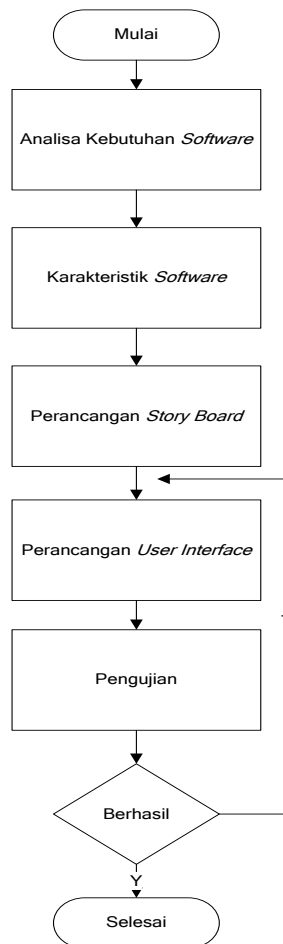 Mulai
Analisa Kebutuhan Software
Karakteristik Software
Perancangan Story Board
Perancangan User Interface
Pengujian
Berhasil
Y
Selesai